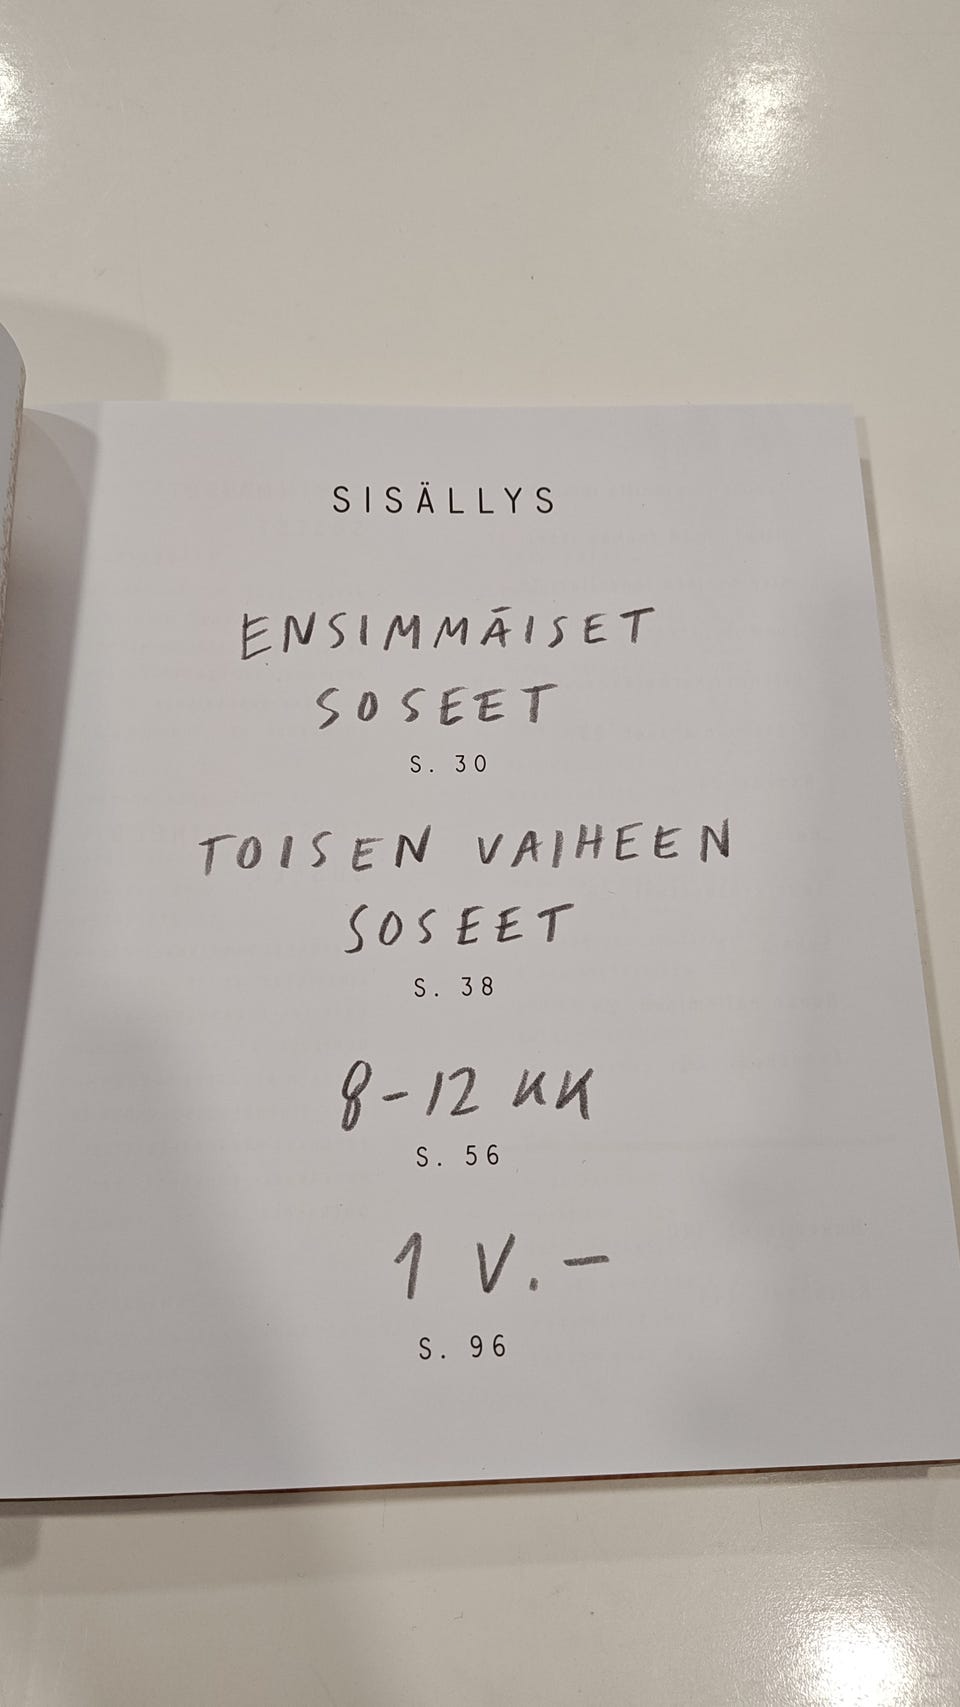 SISÄLLYS
ENSIMMÄISET
SOSEET
S. 30
TOISEN VAIHEEN
SOSEET
S. 38
8-12 KK
S. 56
1 V. -
S. 96